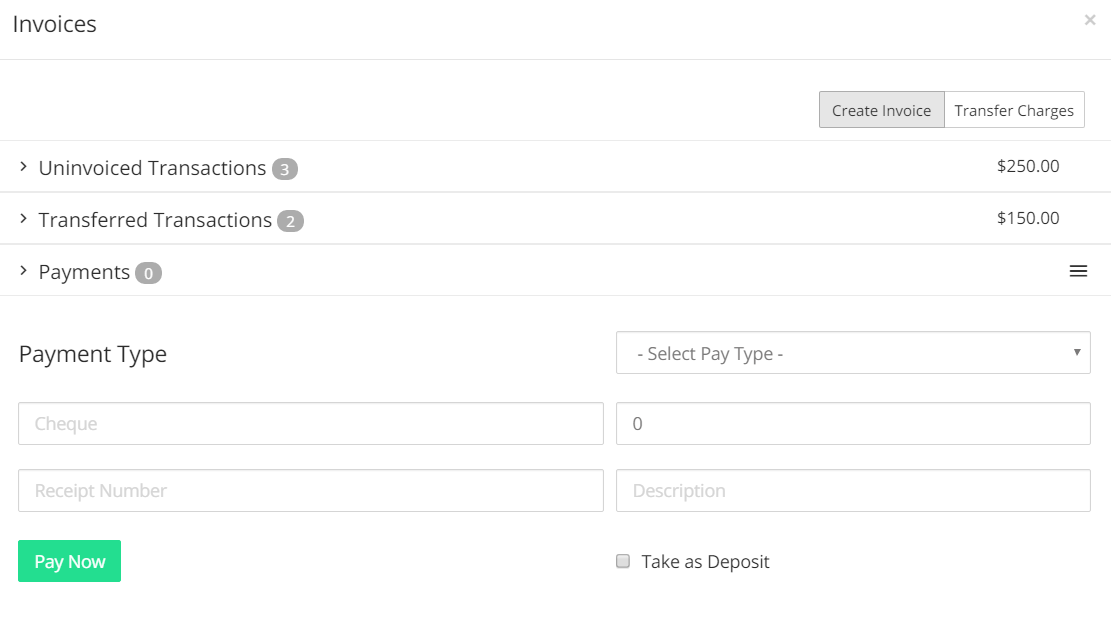 Invoices ×
Create Invoice Transfer Charges
Uninvoiced Transactions 3 $250.00
Transferred Transactions 2 $150.00
Payments 0
Payment Type - Select Pay Type -
Cheque 0
Receipt Number Description
Pay Now Take as Deposit